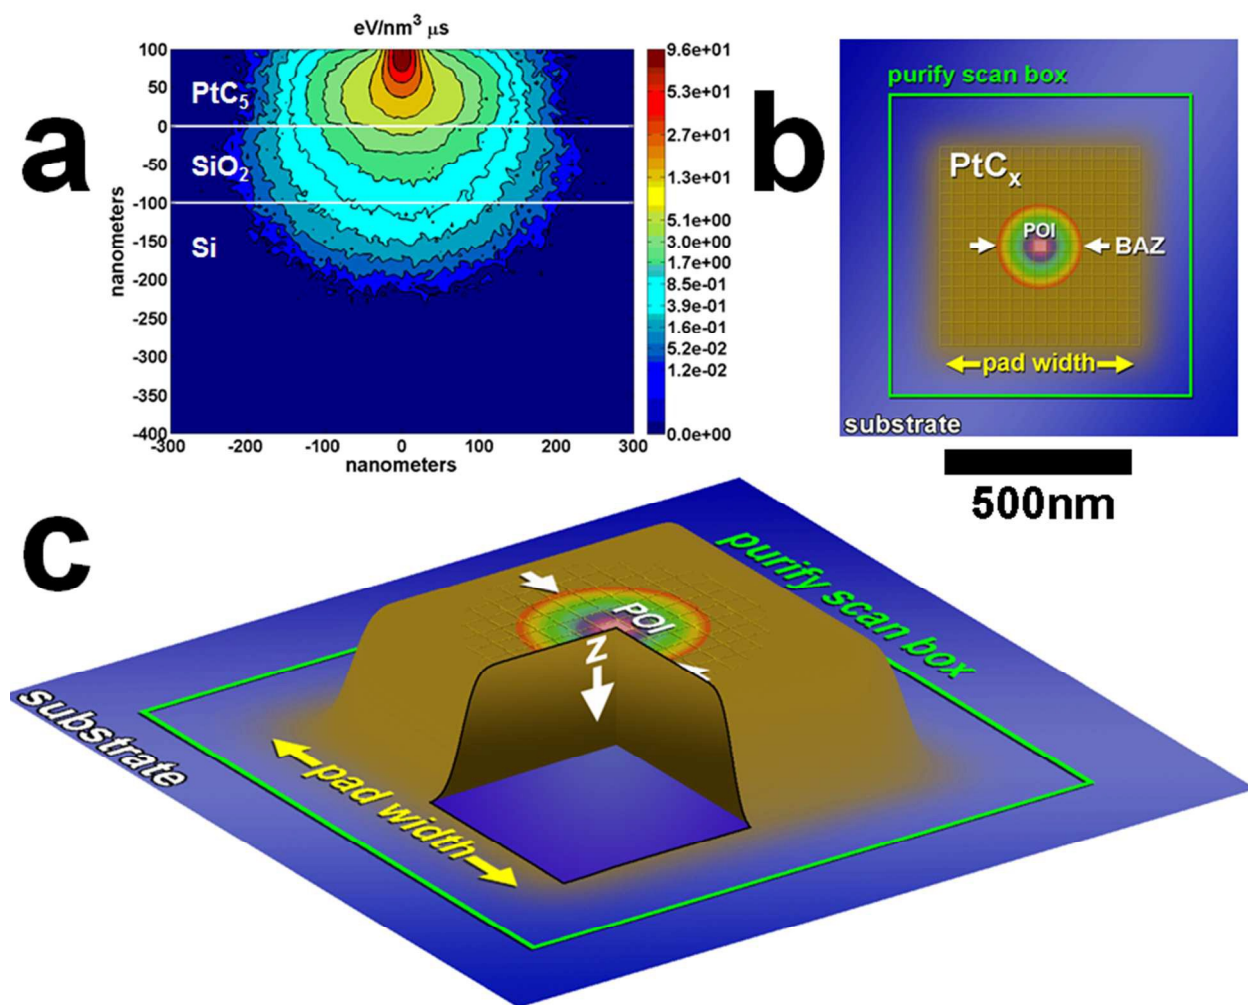 a
eV/nm³ µs
nanometers
100
50
0
-50
-100
-150
-200
-250
-300
-350
-400
PtC₅
SiO₂
Si
-300 -200 -100 0 100 200 300
nanometers
9.6e+01
5.3e+01
2.7e+01
1.3e+01
5.1e+00
3.0e+00
1.7e+00
8.5e-01
3.9e-01
1.6e-01
5.2e-02
1.2e-02
0.0e+00
b
purify scan box
PtCₓ
POI
BAZ
pad width
substrate
500nm
c
purify scan box
POI
Z
substrate
pad width